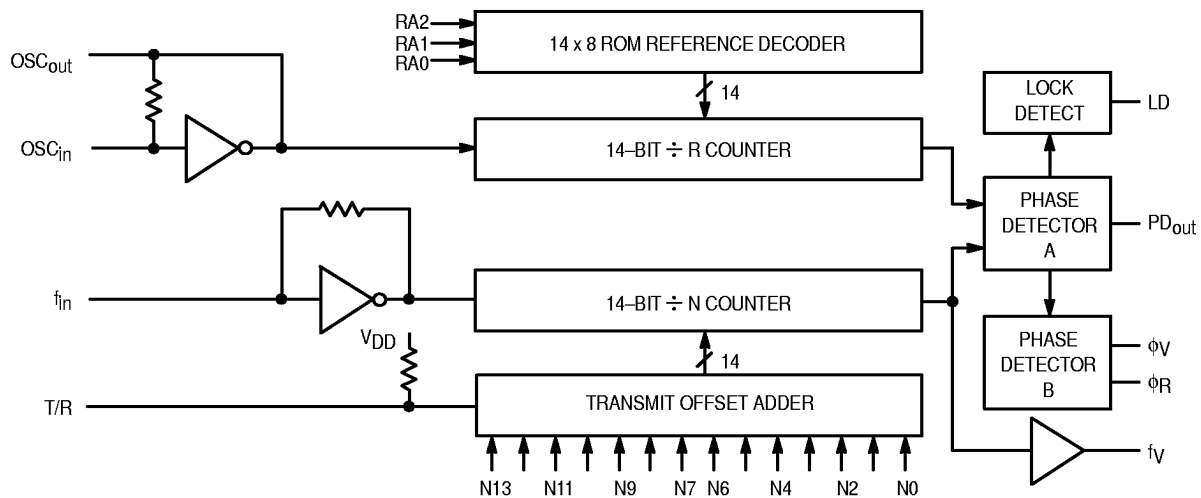 RA2
RA1
RA0
14 x 8 ROM REFERENCE DECODER
OSCout
14
LOCK
DETECT
LD
OSCin
14–BIT ÷ R COUNTER
PHASE
DETECTOR
A
PDout
fin
14–BIT ÷ N COUNTER
VDD
14
PHASE
DETECTOR
B
ϕV
ϕR
T/R
TRANSMIT OFFSET ADDER
fV
N13 N11 N9 N7 N6 N4 N2 N0